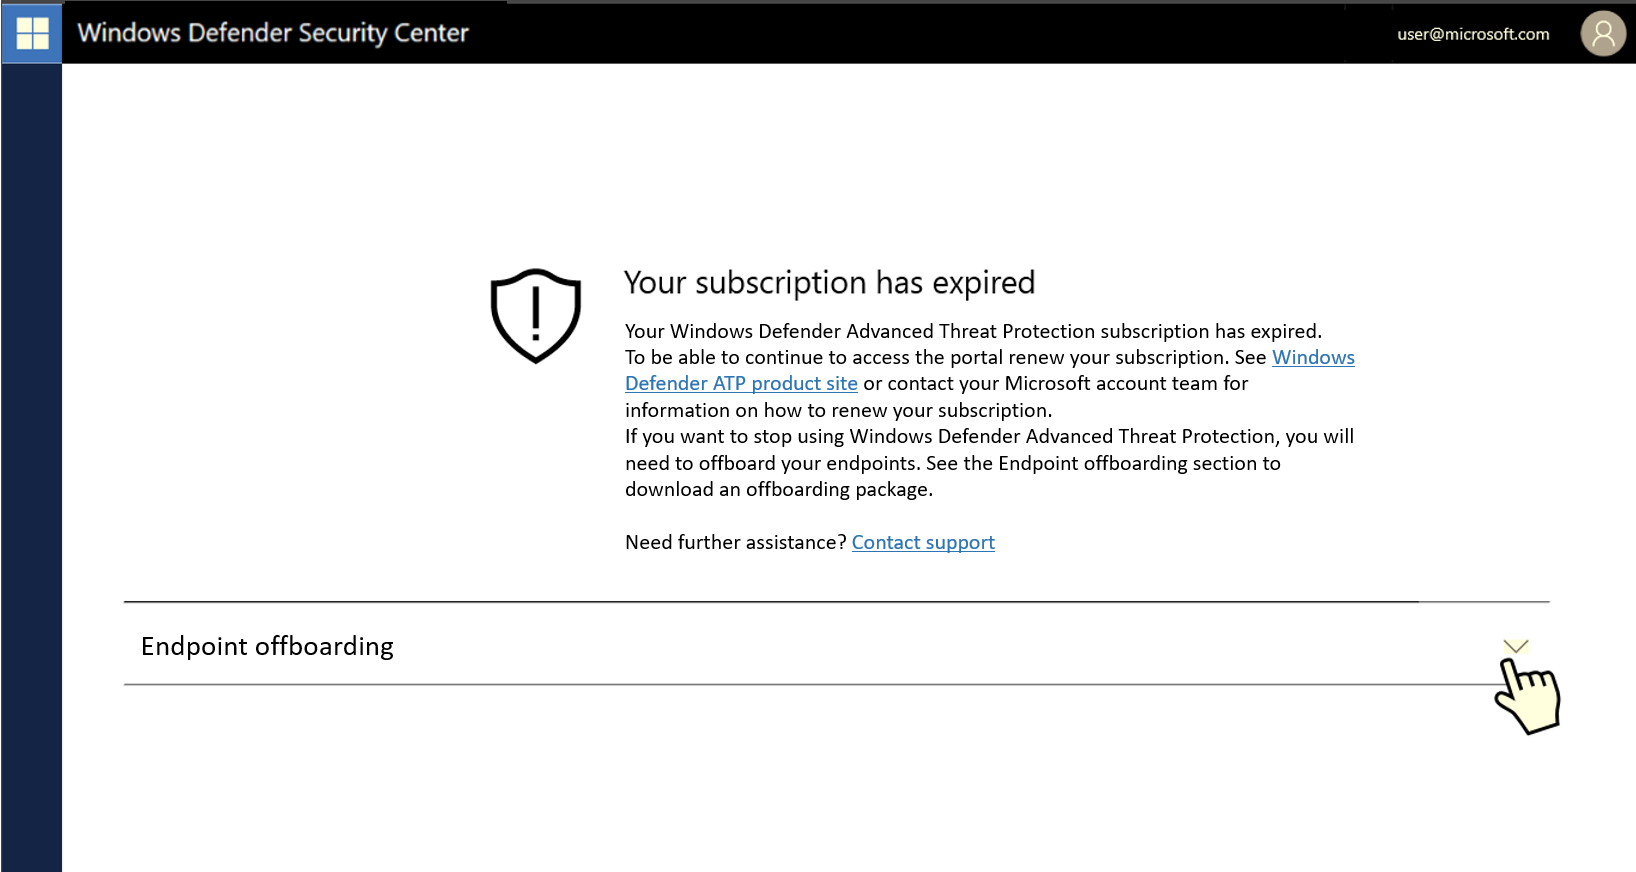 Windows Defender Security Center
user@microsoft.com
Your subscription has expired
Your Windows Defender Advanced Threat Protection subscription has expired.
To be able to continue to access the portal renew your subscription. See Windows
Defender ATP product site or contact your Microsoft account team for
information on how to renew your subscription.
If you want to stop using Windows Defender Advanced Threat Protection, you will
need to offboard your endpoints. See the Endpoint offboarding section to
download an offboarding package.
Need further assistance? Contact support
Endpoint offboarding